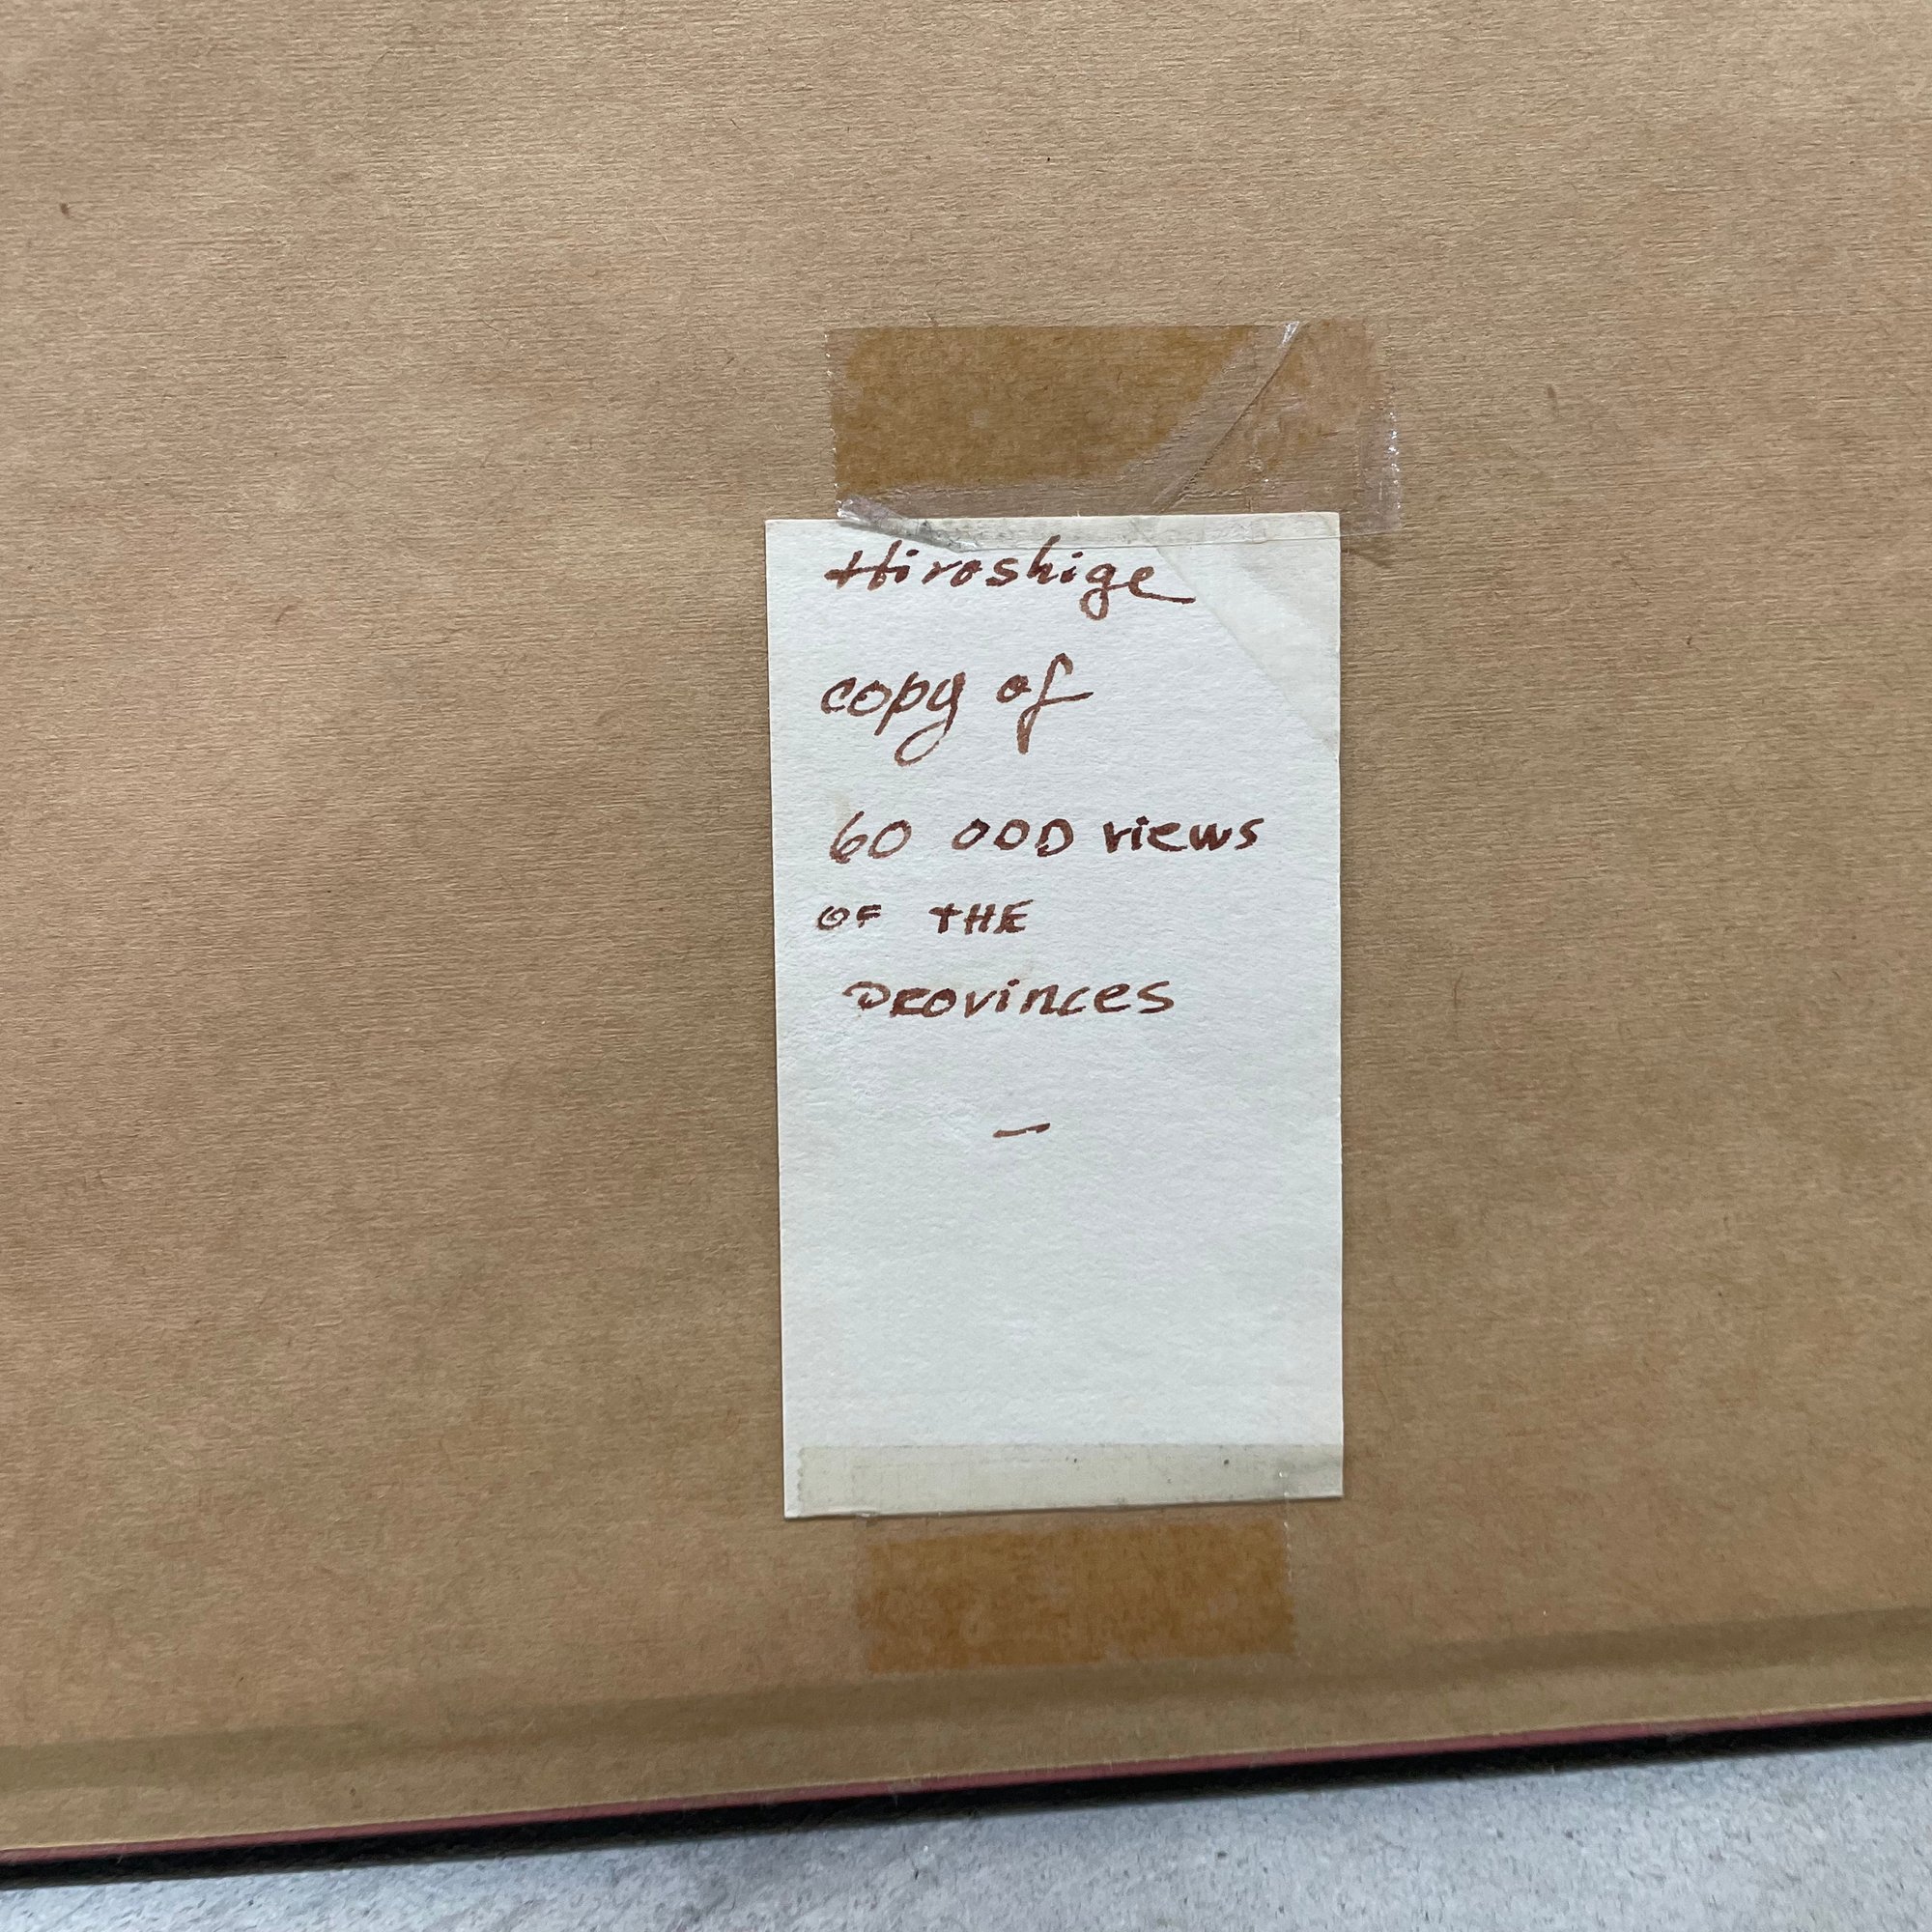 Hiroshige
copy of
60 ODD views
OF THE
PROVINCES
—